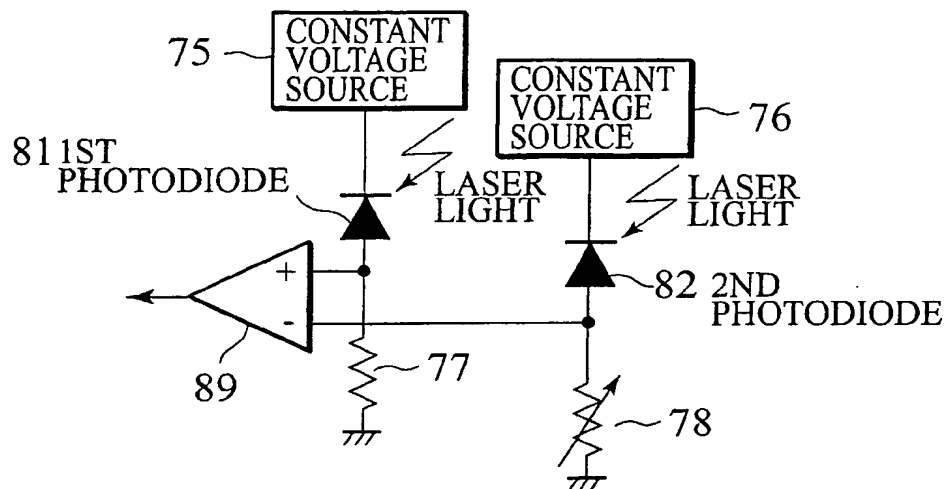 75
CONSTANT
VOLTAGE
SOURCE
CONSTANT
VOLTAGE
SOURCE
76
81 1ST
PHOTODIODE
LASER
LIGHT
LASER
LIGHT
+
-
82 2ND
PHOTODIODE
89
77
78